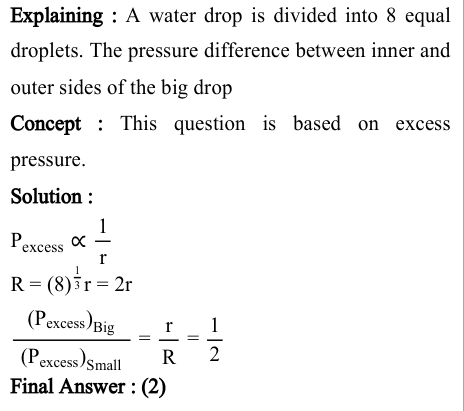 Explaining : A water drop is divided into 8 equal
droplets. The pressure difference between inner and
outer sides of the big drop
Concept : This question is based on excess
pressure.
Solution :
P_excess ∝ 1/r
R = (8)^(1/3) r = 2r
(P_excess)_Big / (P_excess)_Small = r/R = 1/2
Final Answer : (2)